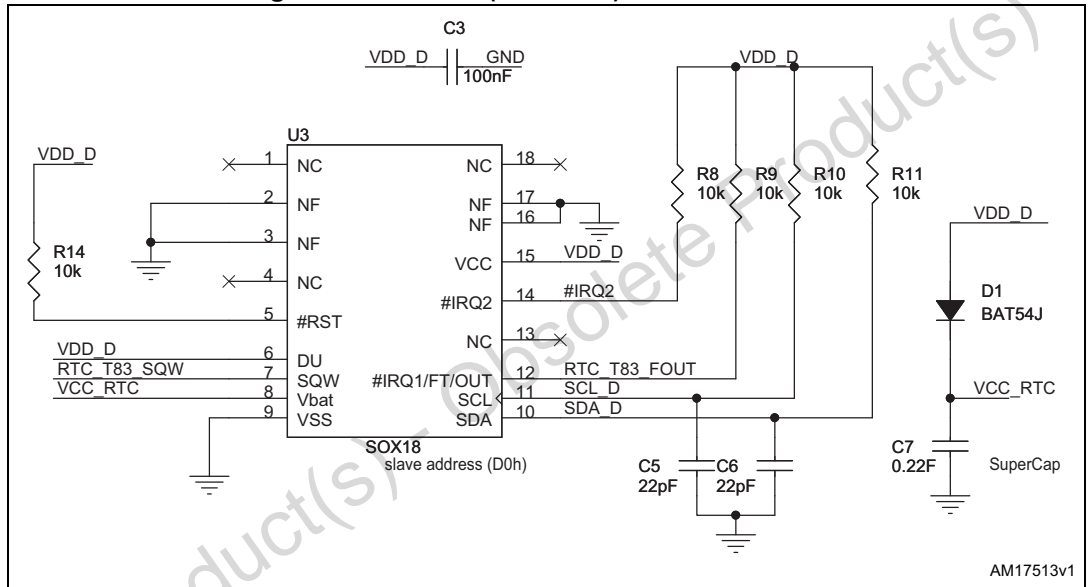 C3
VDD_D
GND
100nF
VDD_D
U3
VDD_D
1 NC
NC 18
2 NF
NF 17
NF 16
3 NF
R14
10k
VCC 15 VDD_D
4 NC
#IRQ2 14 #IRQ2
5 #RST
NC 13
VDD_D 6 DU
RTC_T83_SQW 7 SQW
#IRQ1/FT/OUT 12 RTC_T83_FOUT
VCC_RTC 8 Vbat
SCL 11 SCL_D
9 VSS
SDA 10 SDA_D
SOX18
slave address (D0h)
R8
10k
R9
10k
R10
10k
R11
10k
C5
22pF
C6
22pF
VDD_D
D1
BAT54J
VCC_RTC
C7
0.22F
SuperCap
AM17513v1
duct(s) - Obsolete Product(s)